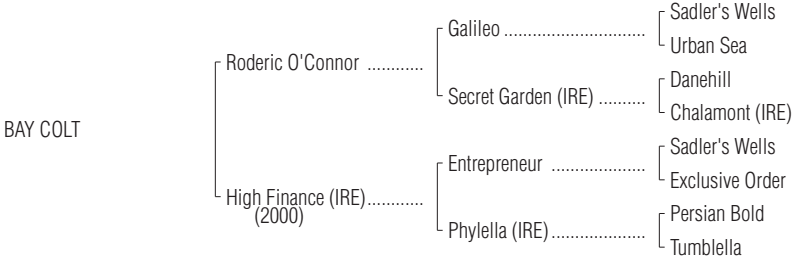 Sadler's Wells
Galileo ..............................
Urban Sea
Roderic O'Connor ............
Danehill
Secret Garden (IRE) ..........
Chalamont (IRE)
BAY COLT
Sadler's Wells
Entrepreneur ....................
Exclusive Order
High Finance (IRE)............
(2000)
Persian Bold
Phylella (IRE)....................
Tumblella